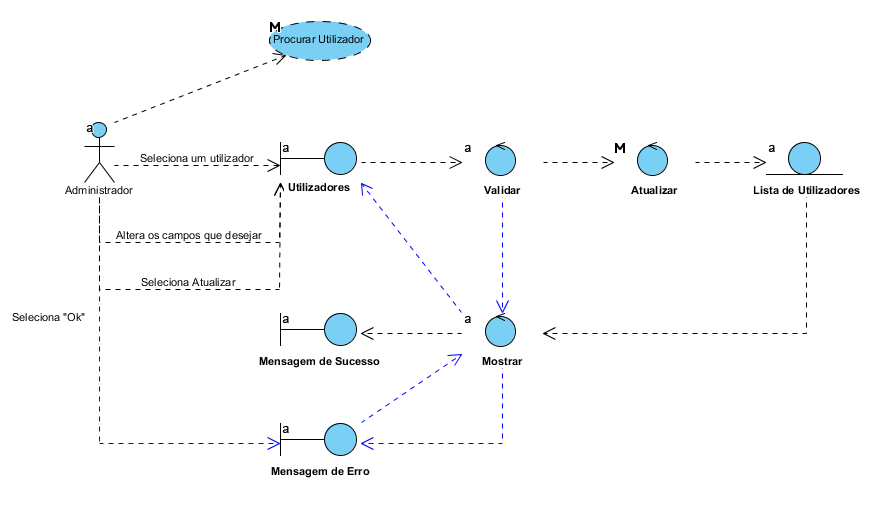 M
Procurar Utilizador
a
Administrador
Seleciona um utilizador
a
Utilizadores
a
Validar
M
Atualizar
a
Lista de Utilizadores
Altera os campos que desejar
Seleciona Atualizar
Seleciona "Ok"
a
Mensagem de Sucesso
a
Mostrar
a
Mensagem de Erro